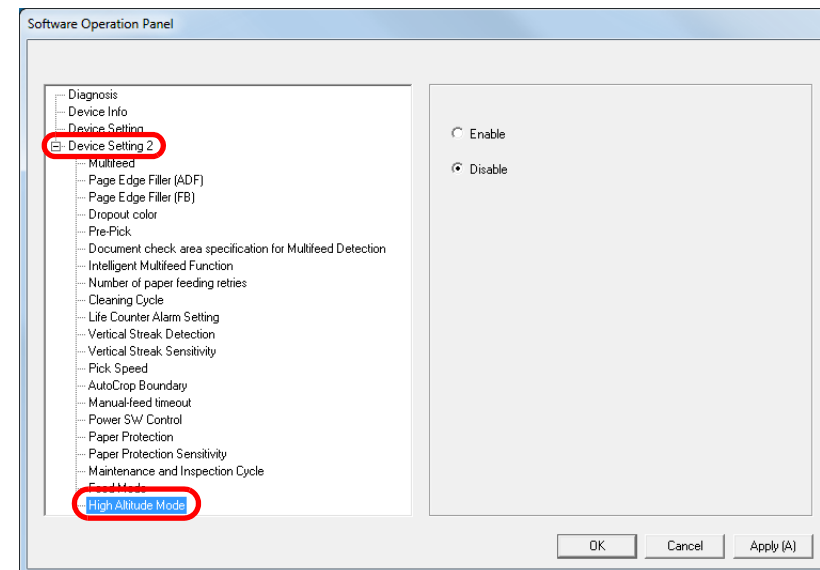 Software Operation Panel
Diagnosis
Device Info
Device Setting
Device Setting 2
Multifeed
Page Edge Filler (ADF)
Page Edge Filler (FB)
Dropout color
Pre-Pick
Document check area specification for Multifeed Detection
Intelligent Multifeed Function
Number of paper feeding retries
Cleaning Cycle
Life Counter Alarm Setting
Vertical Streak Detection
Vertical Streak Sensitivity
Pick Speed
AutoCrop Boundary
Manual-feed timeout
Power SW Control
Paper Protection
Paper Protection Sensitivity
Maintenance and Inspection Cycle
Feed Mode
High Altitude Mode
Enable
Disable
OK Cancel Apply (A)